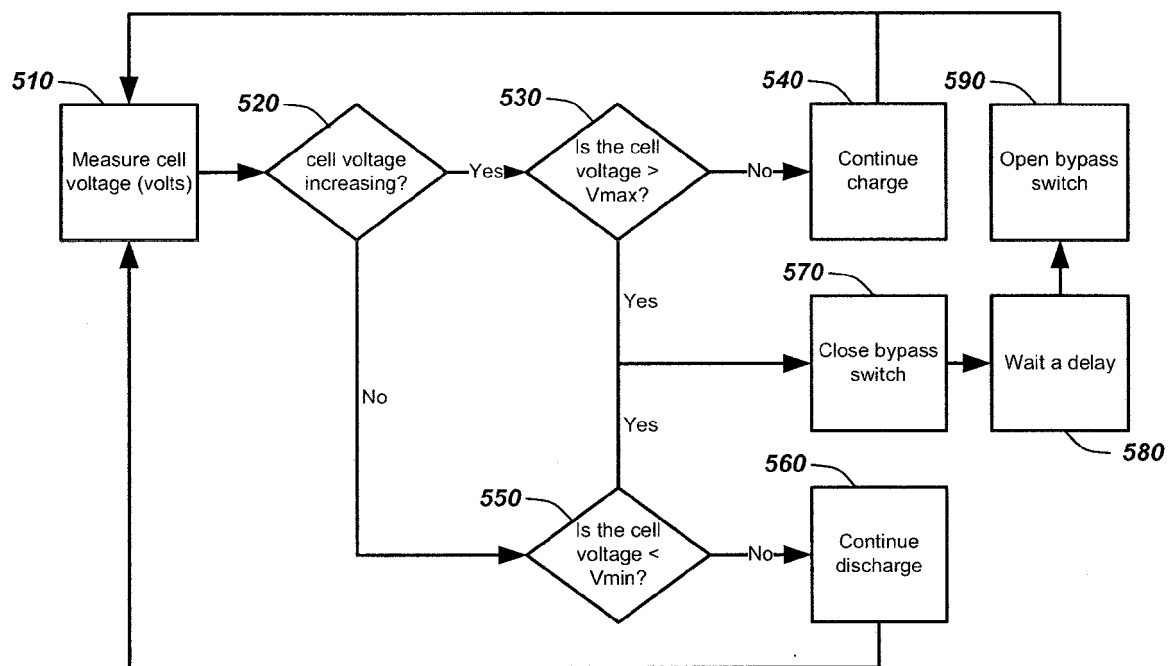 510
Measure cell
voltage (volts)
520
cell voltage
increasing?
Yes
530
Is the cell
voltage >
Vmax?
No
540
Continue
charge
590
Open bypass
switch
Yes
570
Close bypass
switch
Wait a delay
580
No
Yes
550
Is the cell
voltage <
Vmin?
No
560
Continue
discharge